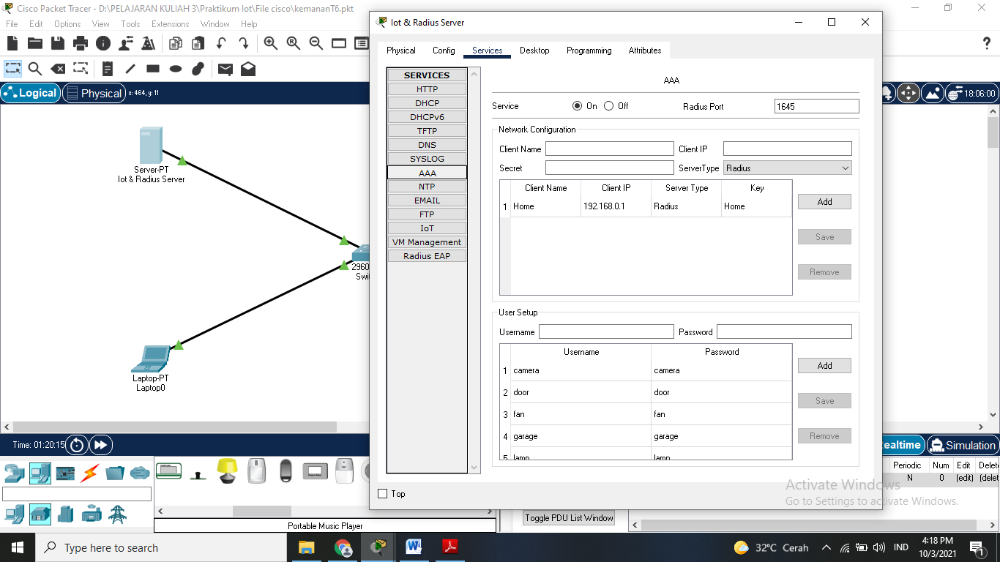 Cisco Packet Tracer - D:\PELAJARAN KULIAH 3\Praktikum Iot\File cisco\kemananT6.pkt
File Edit Options View Tools Extensions Window Help
Logical Physical x: 464, y: 11
18:06:00
Server-PT
Iot & Radius Server
2960
Swi
Laptop-PT
Laptop0
Iot & Radius Server
Physical Config Services Desktop Programming Attributes
SERVICES
HTTP
DHCP
DHCPv6
TFTP
DNS
SYSLOG
AAA
NTP
EMAIL
FTP
IoT
VM Management
Radius EAP
AAA
Service On Off Radius Port 1645
Network Configuration
Client Name Client IP
Secret ServerType Radius
Client Name Client IP Server Type Key
1 Home 192.168.0.1 Radius Home
Add
Save
Remove
User Setup
Username Password
Username Password
1 camera camera
2 door door
3 fan fan
4 garage garage
5 lamp lamp
Add
Save
Remove
Top
Time: 01:20:15
ealtime Simulation
Periodic Num Edit Delet
N 0 (edit) (delet
Activate Windows
Go to Settings to activate Windows.
Toggle PDU List Window
Portable Music Player
Type here to search
32°C Cerah
IND
4:18 PM
10/3/2021
1